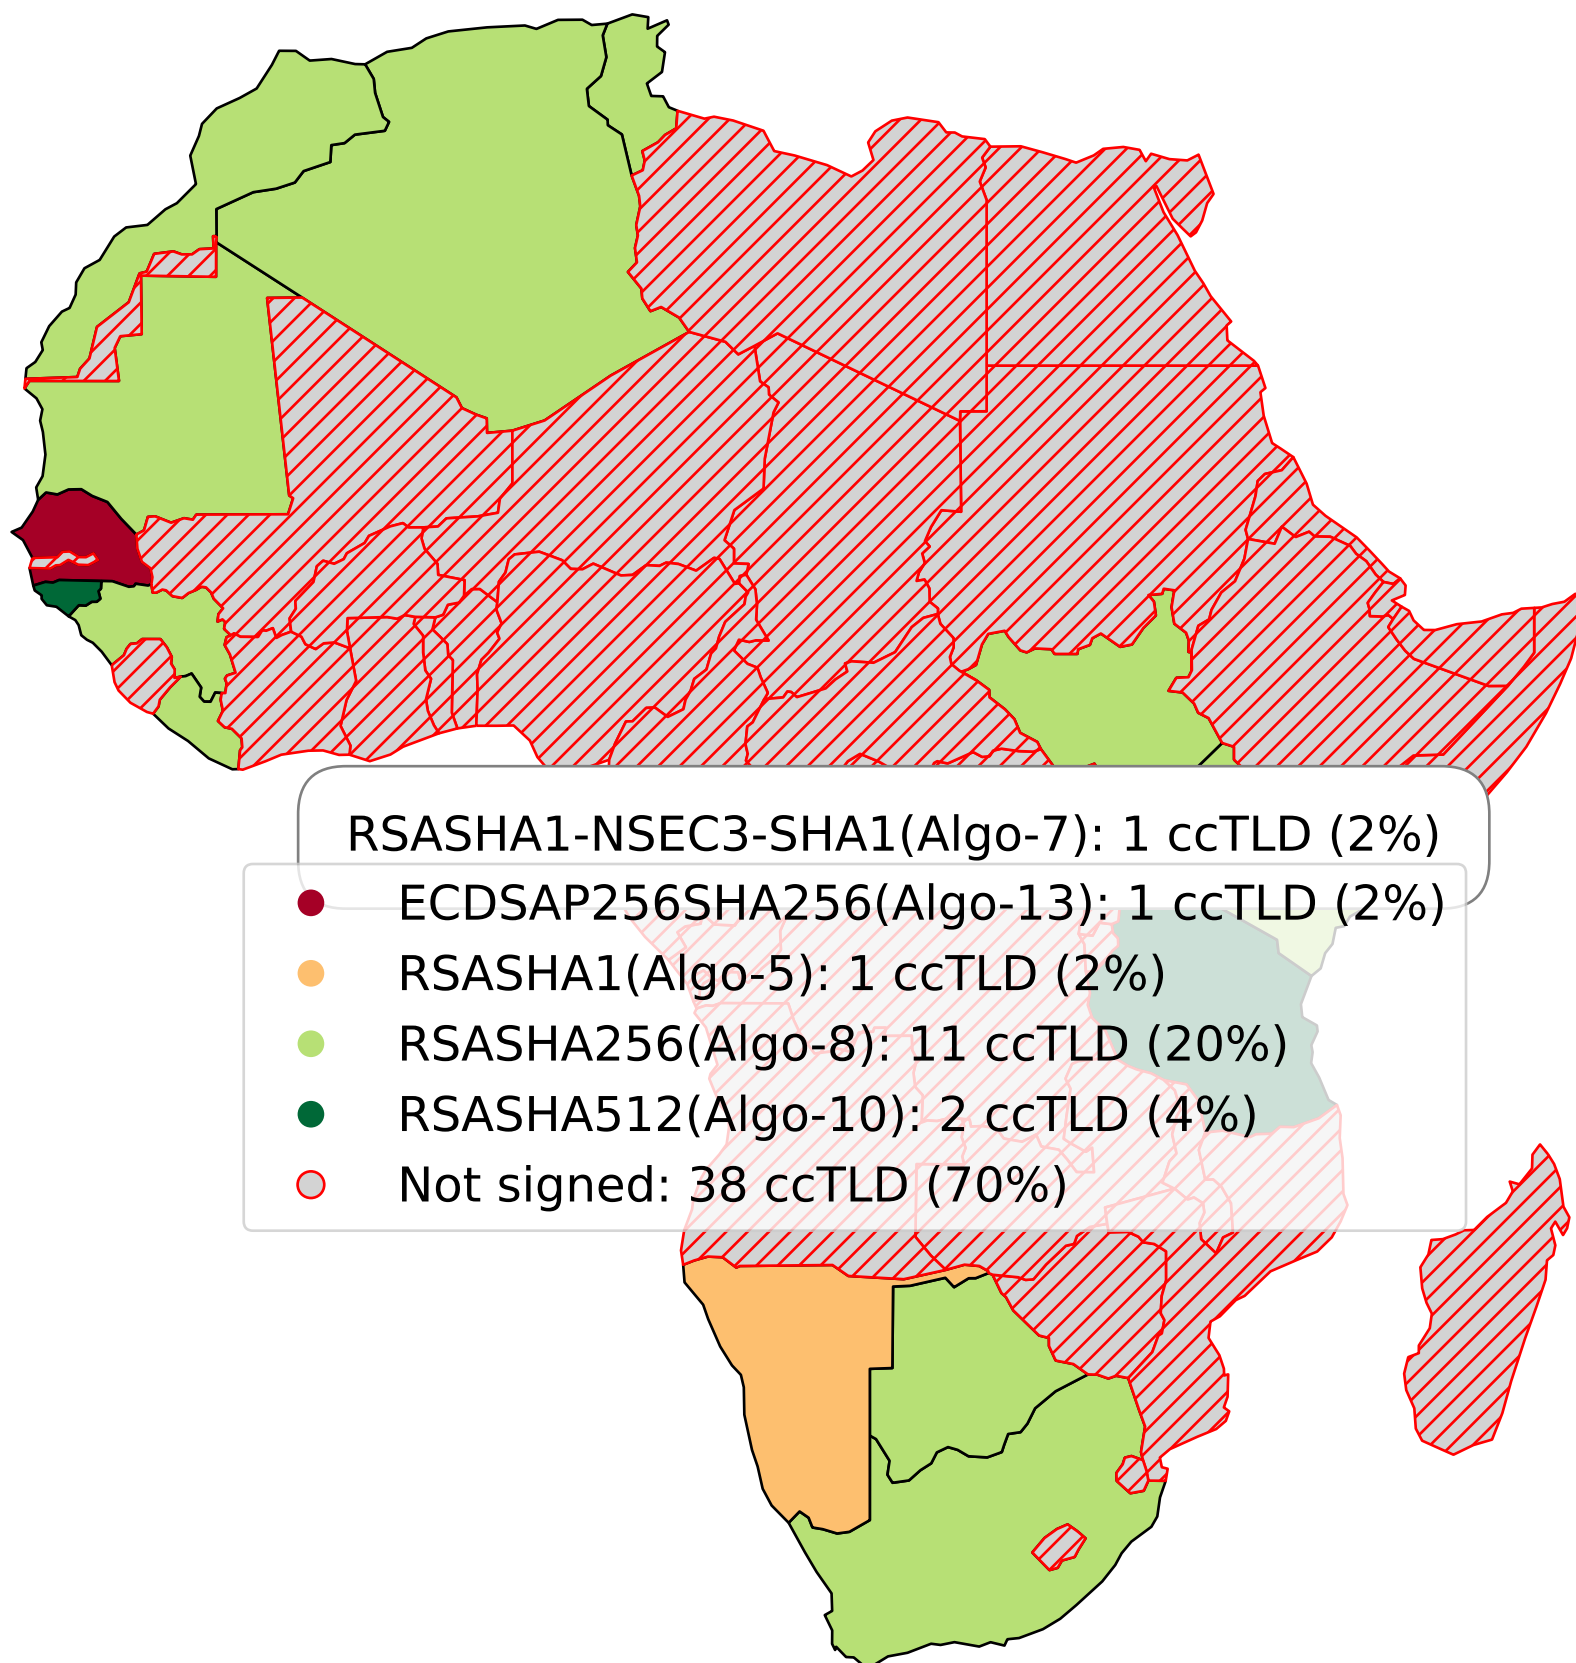 RSASHA1-NSEC3-SHA1(Algo-7): 1 ccTLD (2%)
ECDSAP256SHA256(Algo-13): 1 ccTLD (2%)
RSASHA1(Algo-5): 1 ccTLD (2%)
RSASHA256(Algo-8): 11 ccTLD (20%)
RSASHA512(Algo-10): 2 ccTLD (4%)
Not signed: 38 ccTLD (70%)